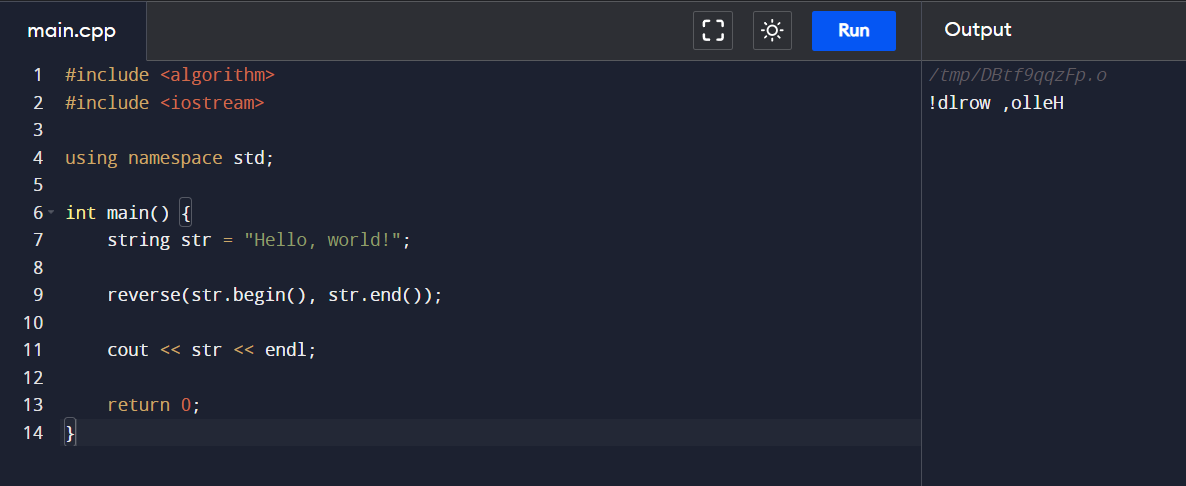 main.cpp
Run
Output
1 #include <algorithm>
2 #include <iostream>
3
4 using namespace std;
5
6 int main() {
7     string str = "Hello, world!";
8
9     reverse(str.begin(), str.end());
10
11     cout << str << endl;
12
13     return 0;
14 }
/tmp/DBtf9qqzFp.o
!dlrow ,olleH